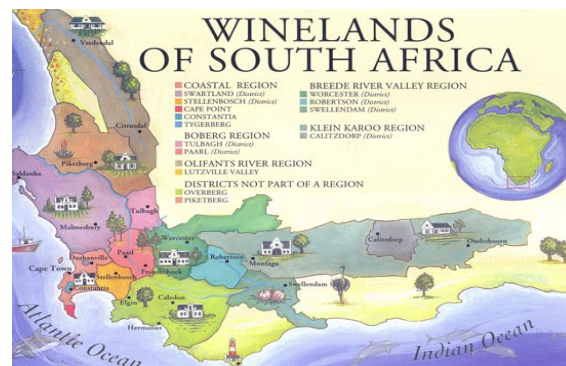 WINELANDS
OF SOUTH AFRICA
COASTAL REGION
SWARTLAND (District)
STELLENBOSCH (District)
CAPE POINT
CONSTANTIA
TYGERBERG
BOBERG REGION
TULBAGH (District)
PAARL (District)
OLIFANTS RIVER REGION
LUTZVILLE VALLEY
DISTRICTS NOT PART OF A REGION
OVERBERG
PIKETBERG
BREEDE RIVER VALLEY REGION
WORCESTER (District)
ROBERTSON (District)
SWELLENDAM (District)
KLEIN KAROO REGION
CALITZDORP (District)
Vredendal
Citrusdal
Piketberg
Saldanha
Tulbagh
Malmesbury
Worcester
Calitzdorp
Oudtshoorn
Durbanville
Paarl
Robertson
Montagu
Cape Town
Franschhoek
Stellenbosch
Constantia
Swellendam
Elgin
Caledon
Hermanus
Atlantic Ocean
Indian Ocean